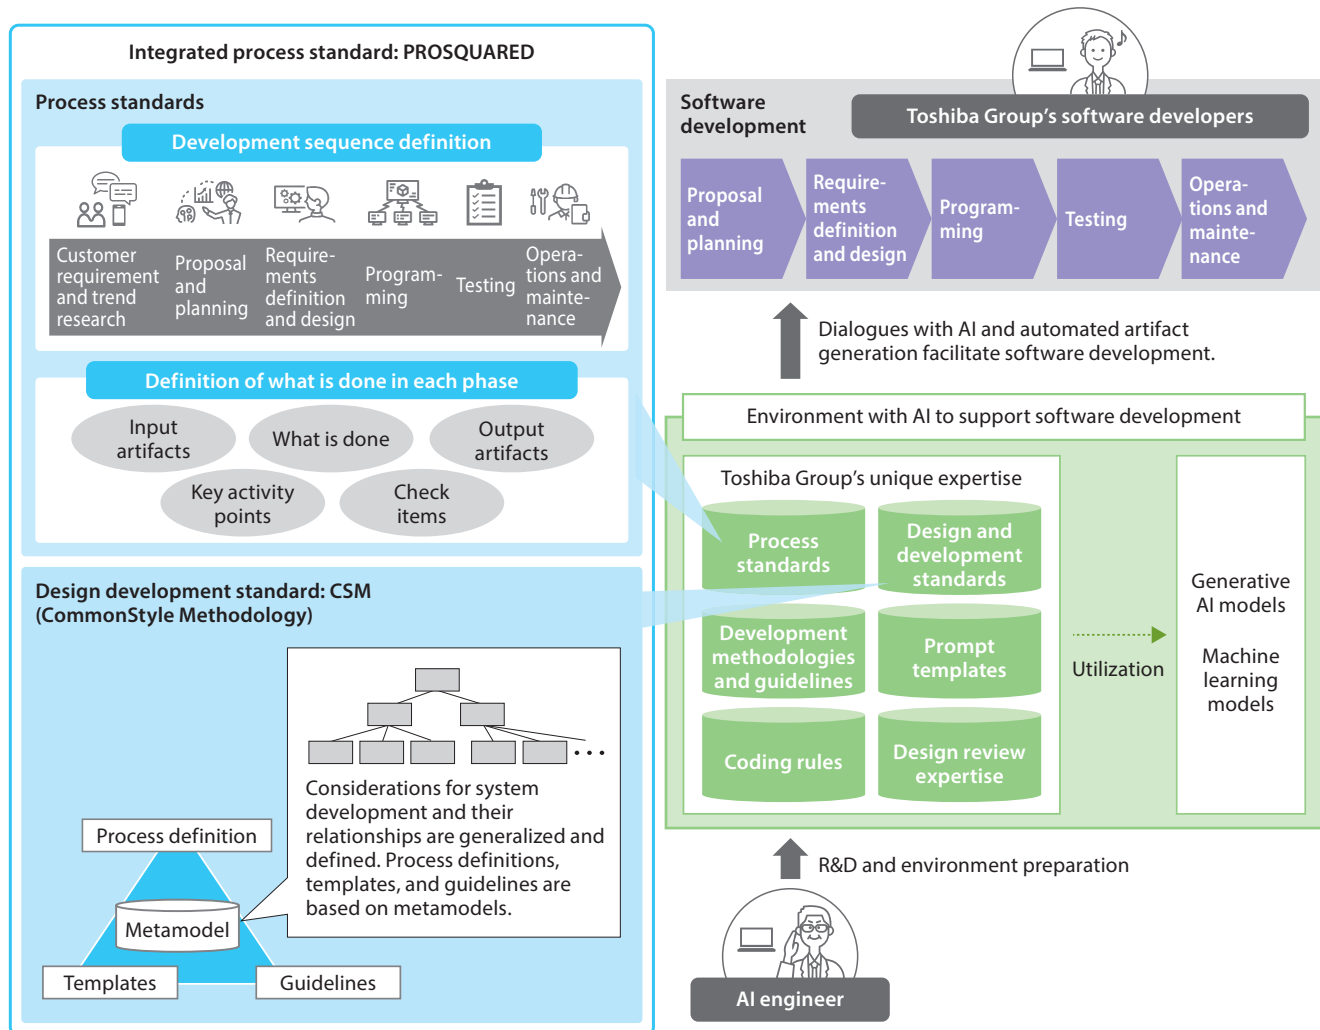 Integrated process standard: PROSQUARED
Process standards
Development sequence definition
Customer
requirement
and trend
research
Proposal
and
planning
Require-
ments
definition
and design
Program-
ming
Testing
Opera-
tions and
mainte-
nance
Definition of what is done in each phase
Input
artifacts
What is done
Output
artifacts
Key activity
points
Check
items
Design development standard: CSM
(CommonStyle Methodology)
Considerations for system
development and their
relationships are generalized and
defined. Process definitions,
templates, and guidelines are
based on metamodels.
Process definition
Metamodel
Templates
Guidelines
Software
development
Toshiba Group's software developers
Proposal
and
planning
Require-
ments
definition
and design
Program-
ming
Testing
Opera-
tions and
mainte-
nance
Dialogues with AI and automated artifact
generation facilitate software development.
Environment with AI to support software development
Toshiba Group's unique expertise
Process
standards
Design and
development
standards
Development
methodologies
and guidelines
Prompt
templates
Coding rules
Design review
expertise
Utilization
Generative
AI models
Machine
learning
models
R&D and environment preparation
AI engineer